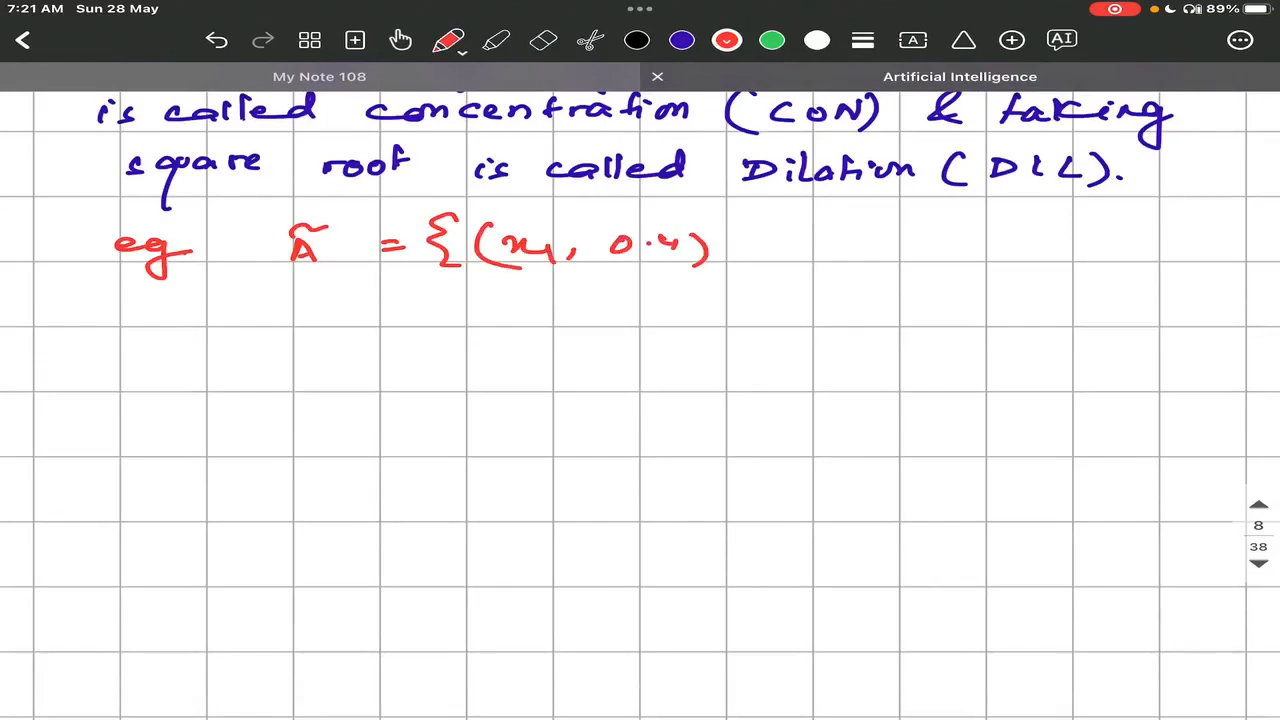 7:21 AM Sun 28 May
89%
A
AI
My Note 108
Artificial Intelligence
is called concentration (CON) & taking
square root is called Dilation (DIL).
eg Ã = {(x1, 0.4)
8
38